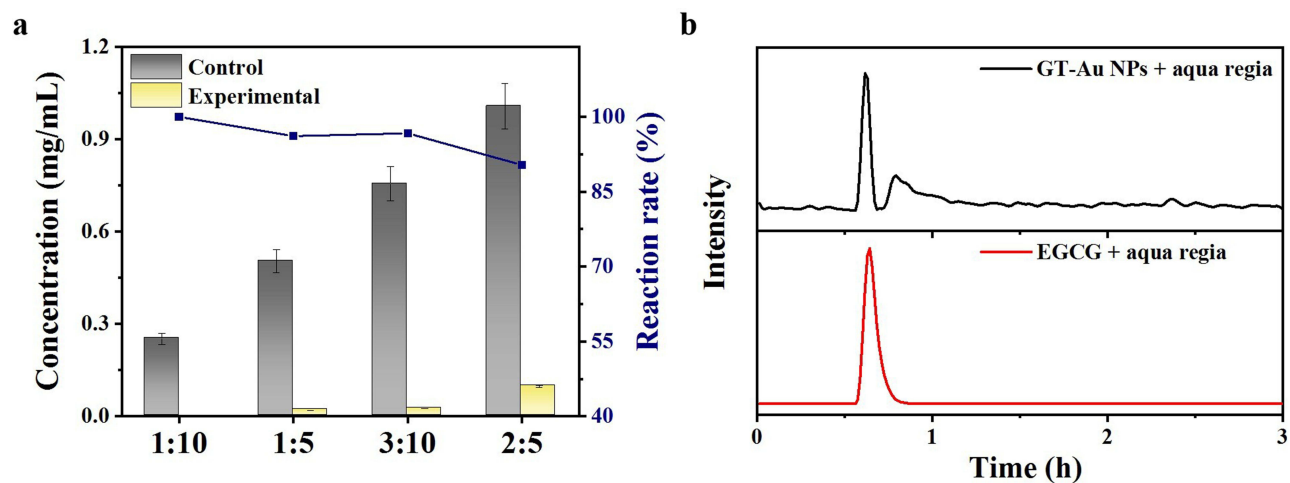 a
1.2
0.9
0.6
0.3
0.0
Concentration (mg/mL)
Control
Experimental
100
85
70
55
40
Reaction rate (%)
1:10
1:5
3:10
2:5
b
Intensity
GT-Au NPs + aqua regia
EGCG + aqua regia
0
1
2
3
Time (h)